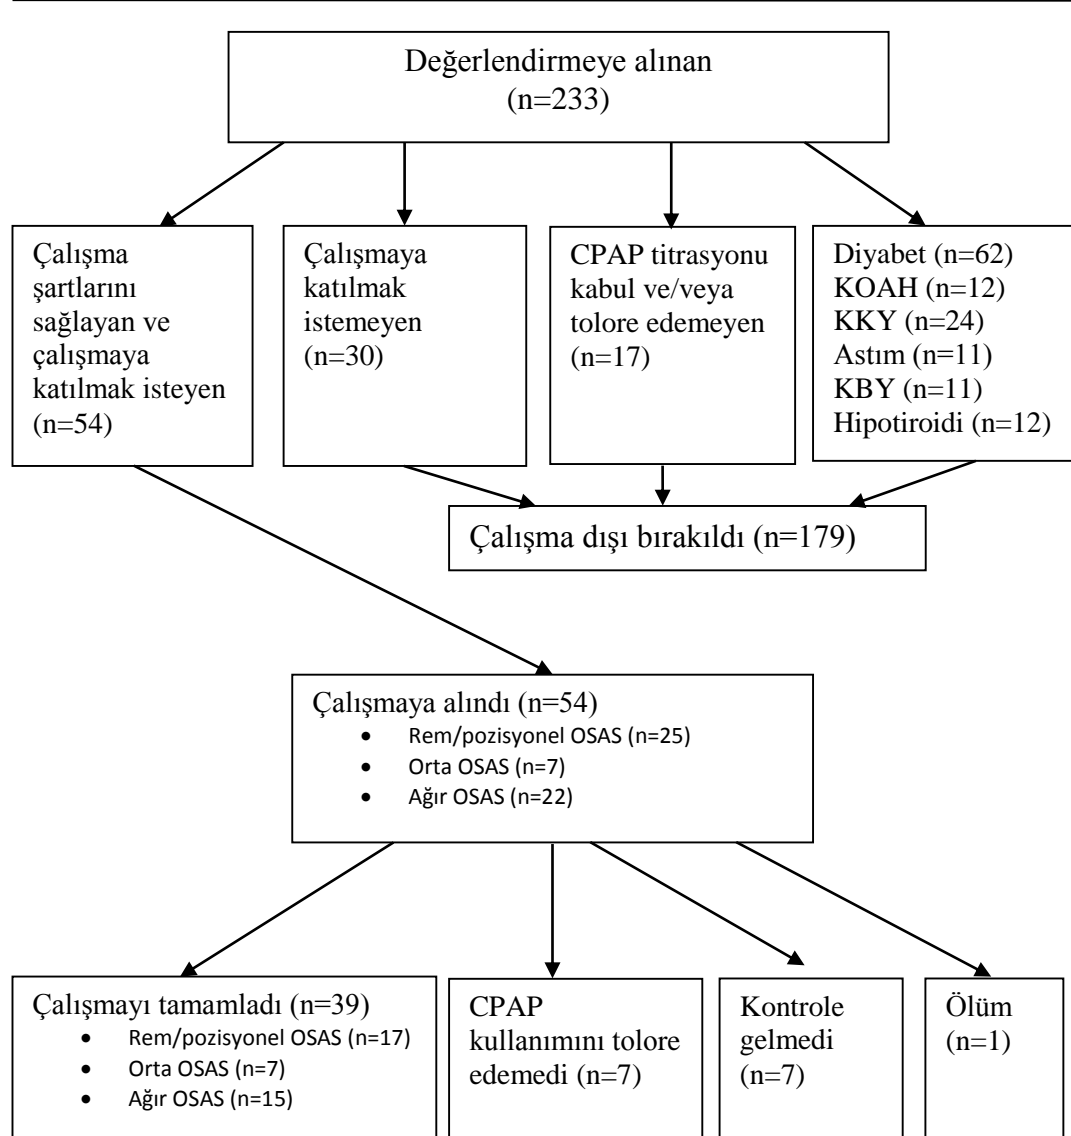 Değerlendirmeye alınan
(n=233)
Çalışma
şartlarını
sağlayan ve
çalışmaya
katılmak isteyen
(n=54)
Çalışmaya
katılmak
istemeyen
(n=30)
CPAP titrasyonu
kabul ve/veya
tolore edemeyen
(n=17)
Diyabet (n=62)
KOAH (n=12)
KKY (n=24)
Astım (n=11)
KBY (n=11)
Hipotiroidi (n=12)
Çalışma dışı bırakıldı (n=179)
Çalışmaya alındı (n=54)
• Rem/pozisyonel OSAS (n=25)
• Orta OSAS (n=7)
• Ağır OSAS (n=22)
Çalışmayı tamamladı (n=39)
• Rem/pozisyonel OSAS (n=17)
• Orta OSAS (n=7)
• Ağır OSAS (n=15)
CPAP
kullanımını tolore
edemedi (n=7)
Kontrole
gelmedi
(n=7)
Ölüm
(n=1)